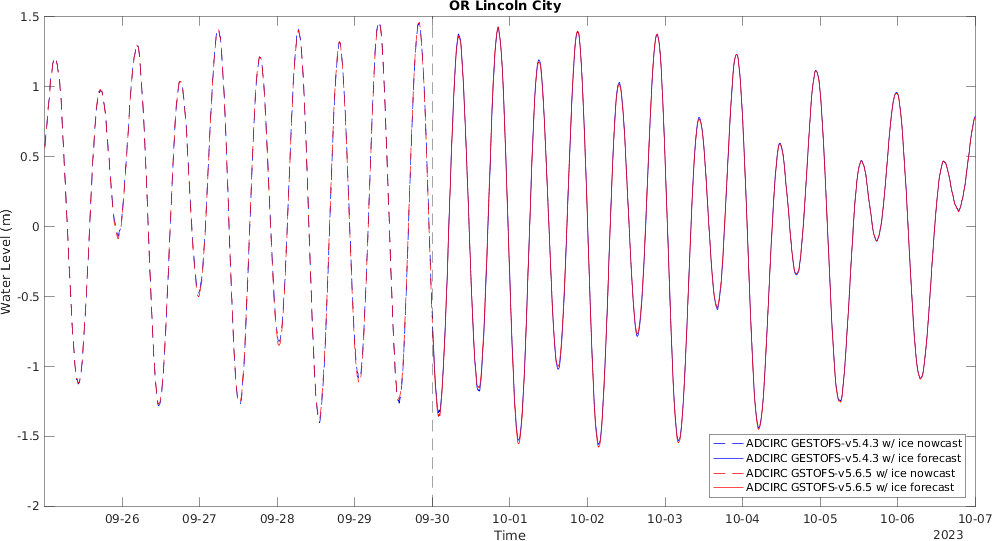 OR Lincoln City
1.5
1
0.5
0
-0.5
-1
-1.5
-2
Water Level (m)
ADCIRC GESTOFS-v5.4.3 w/ ice nowcast
ADCIRC GESTOFS-v5.4.3 w/ ice forecast
ADCIRC GSTOFS-v5.6.5 w/ ice nowcast
ADCIRC GSTOFS-v5.6.5 w/ ice forecast
09-26 09-27 09-28 09-29 09-30 10-01 10-02 10-03 10-04 10-05 10-06 10-07
Time
2023